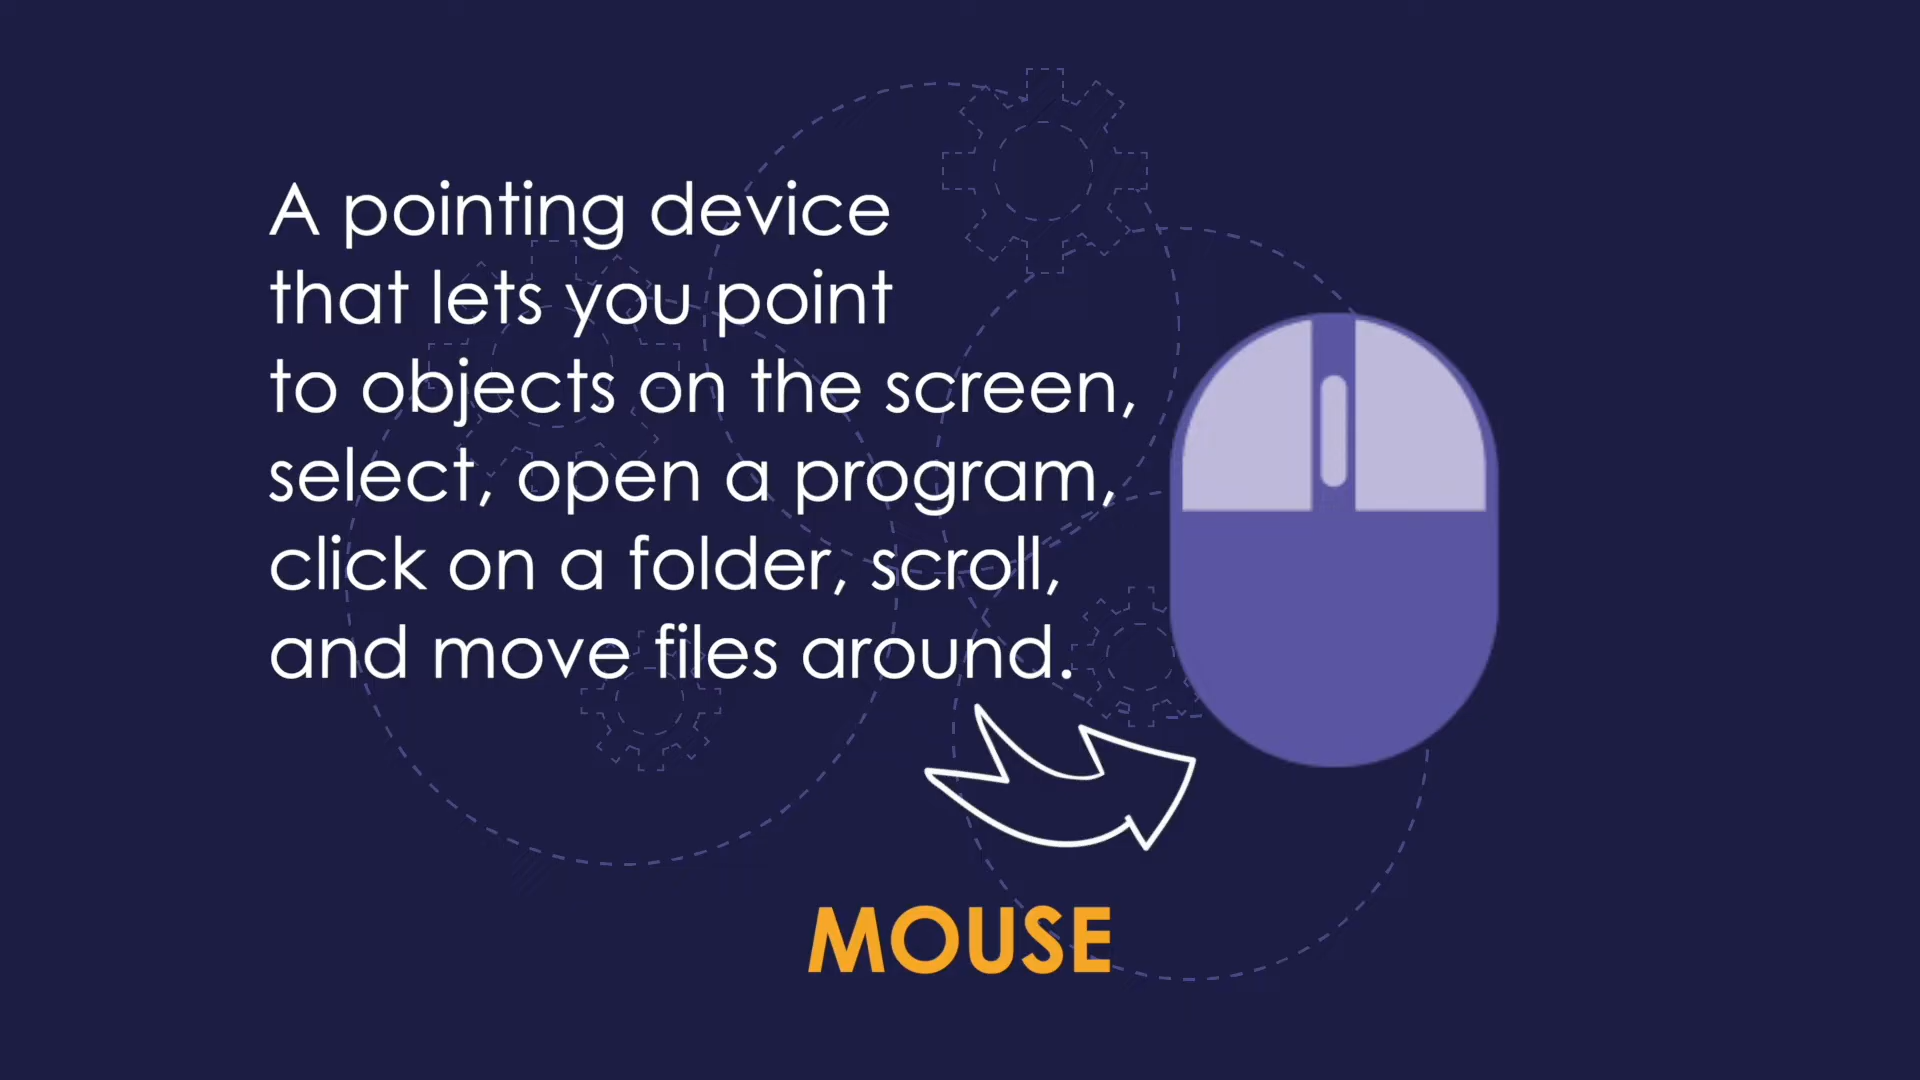 A pointing device
that lets you point
to objects on the screen,
select, open a program,
click on a folder, scroll,
and move files around.
MOUSE